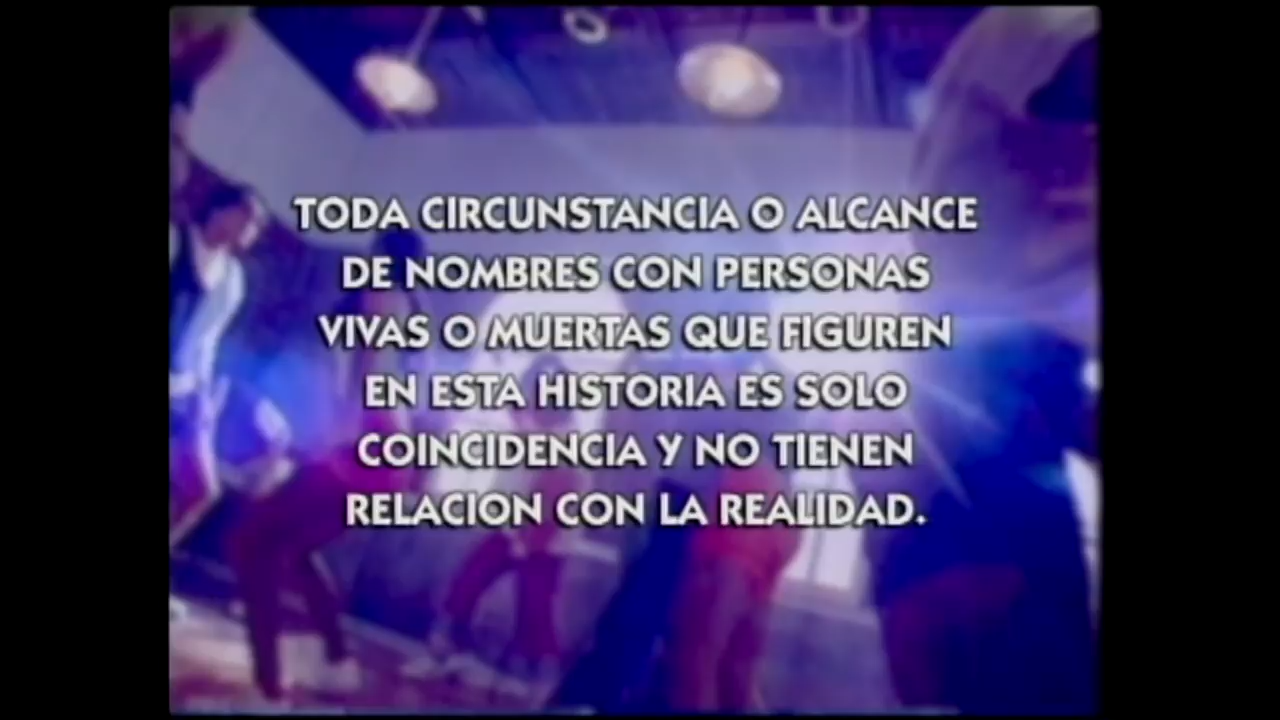 TODA CIRCUNSTANCIA O ALCANCE
DE NOMBRES CON PERSONAS
VIVAS O MUERTAS QUE FIGUREN
EN ESTA HISTORIA ES SOLO
COINCIDENCIA Y NO TIENEN
RELACION CON LA REALIDAD.